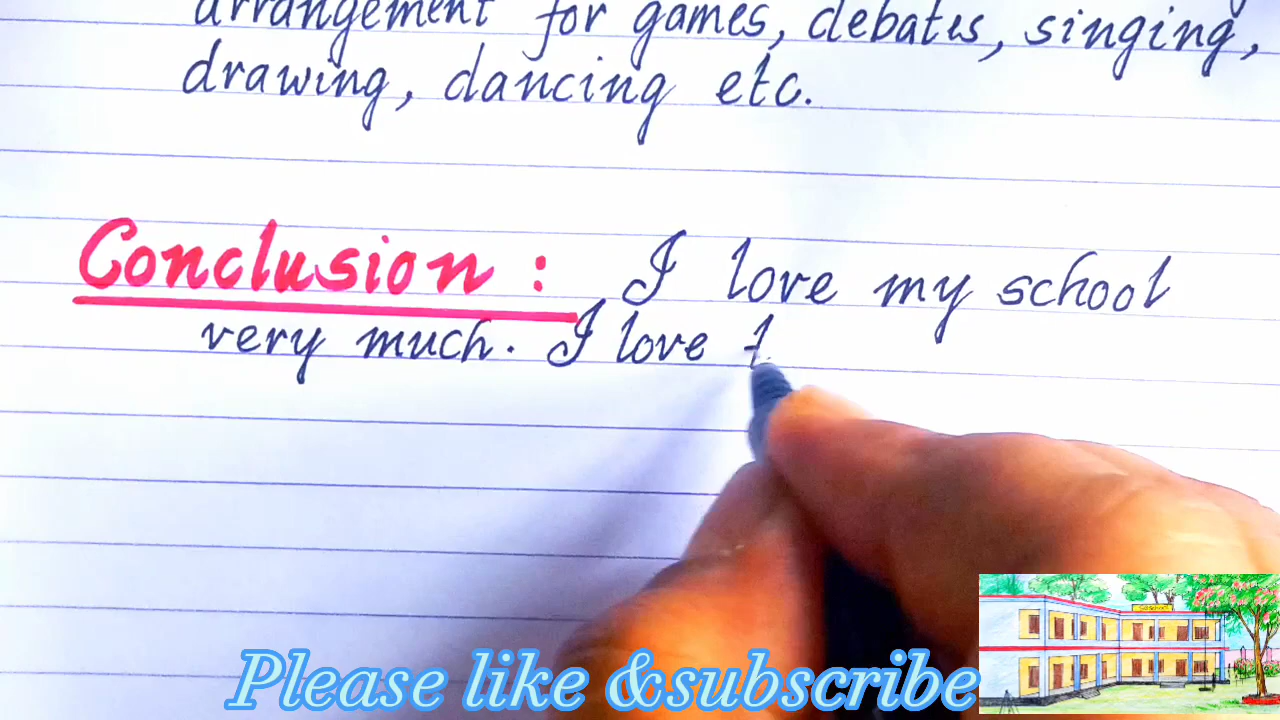 arrangement for games, debates, singing,
drawing, dancing etc.
Conclusion : I love my school
very much. I love
Please like &subscribe